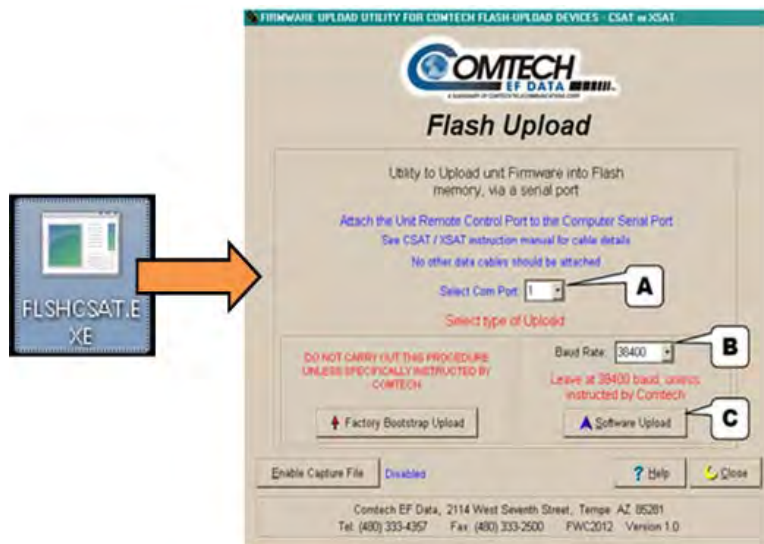 FIRMWARE UPLOAD UTILITY FOR COMTECH FLASH-UPLOAD DEVICES - CSAT or XSAT
COMTECH
EF DATA
A SUBSIDIARY OF COMTECH TELECOMMUNICATIONS CORP
Flash Upload
Utility to Upload unit Firmware into Flash
memory, via a serial port
Attach the Unit Remote Control Port to the Computer Serial Port
See CSAT / XSAT instruction manual for cable details
No other data cables should be attached
Select Com Port: 1
A
Select type of Upload
FLSHCSAT.E
XE
DO NOT CARRY OUT THIS PROCEDURE
UNLESS SPECIFICALLY INSTRUCTED BY
COMTECH
Factory Bootstrap Upload
Baud Rate: 38400
B
Leave at 38400 baud, unless
instructed by Comtech
Software Upload
C
Enable Capture File Disabled
? Help
Close
Comtech EF Data, 2114 West Seventh Street, Tempe AZ 85281
Tel: (480) 333-4357 Fax: (480) 333-2500 FWC2012 Version 1.0